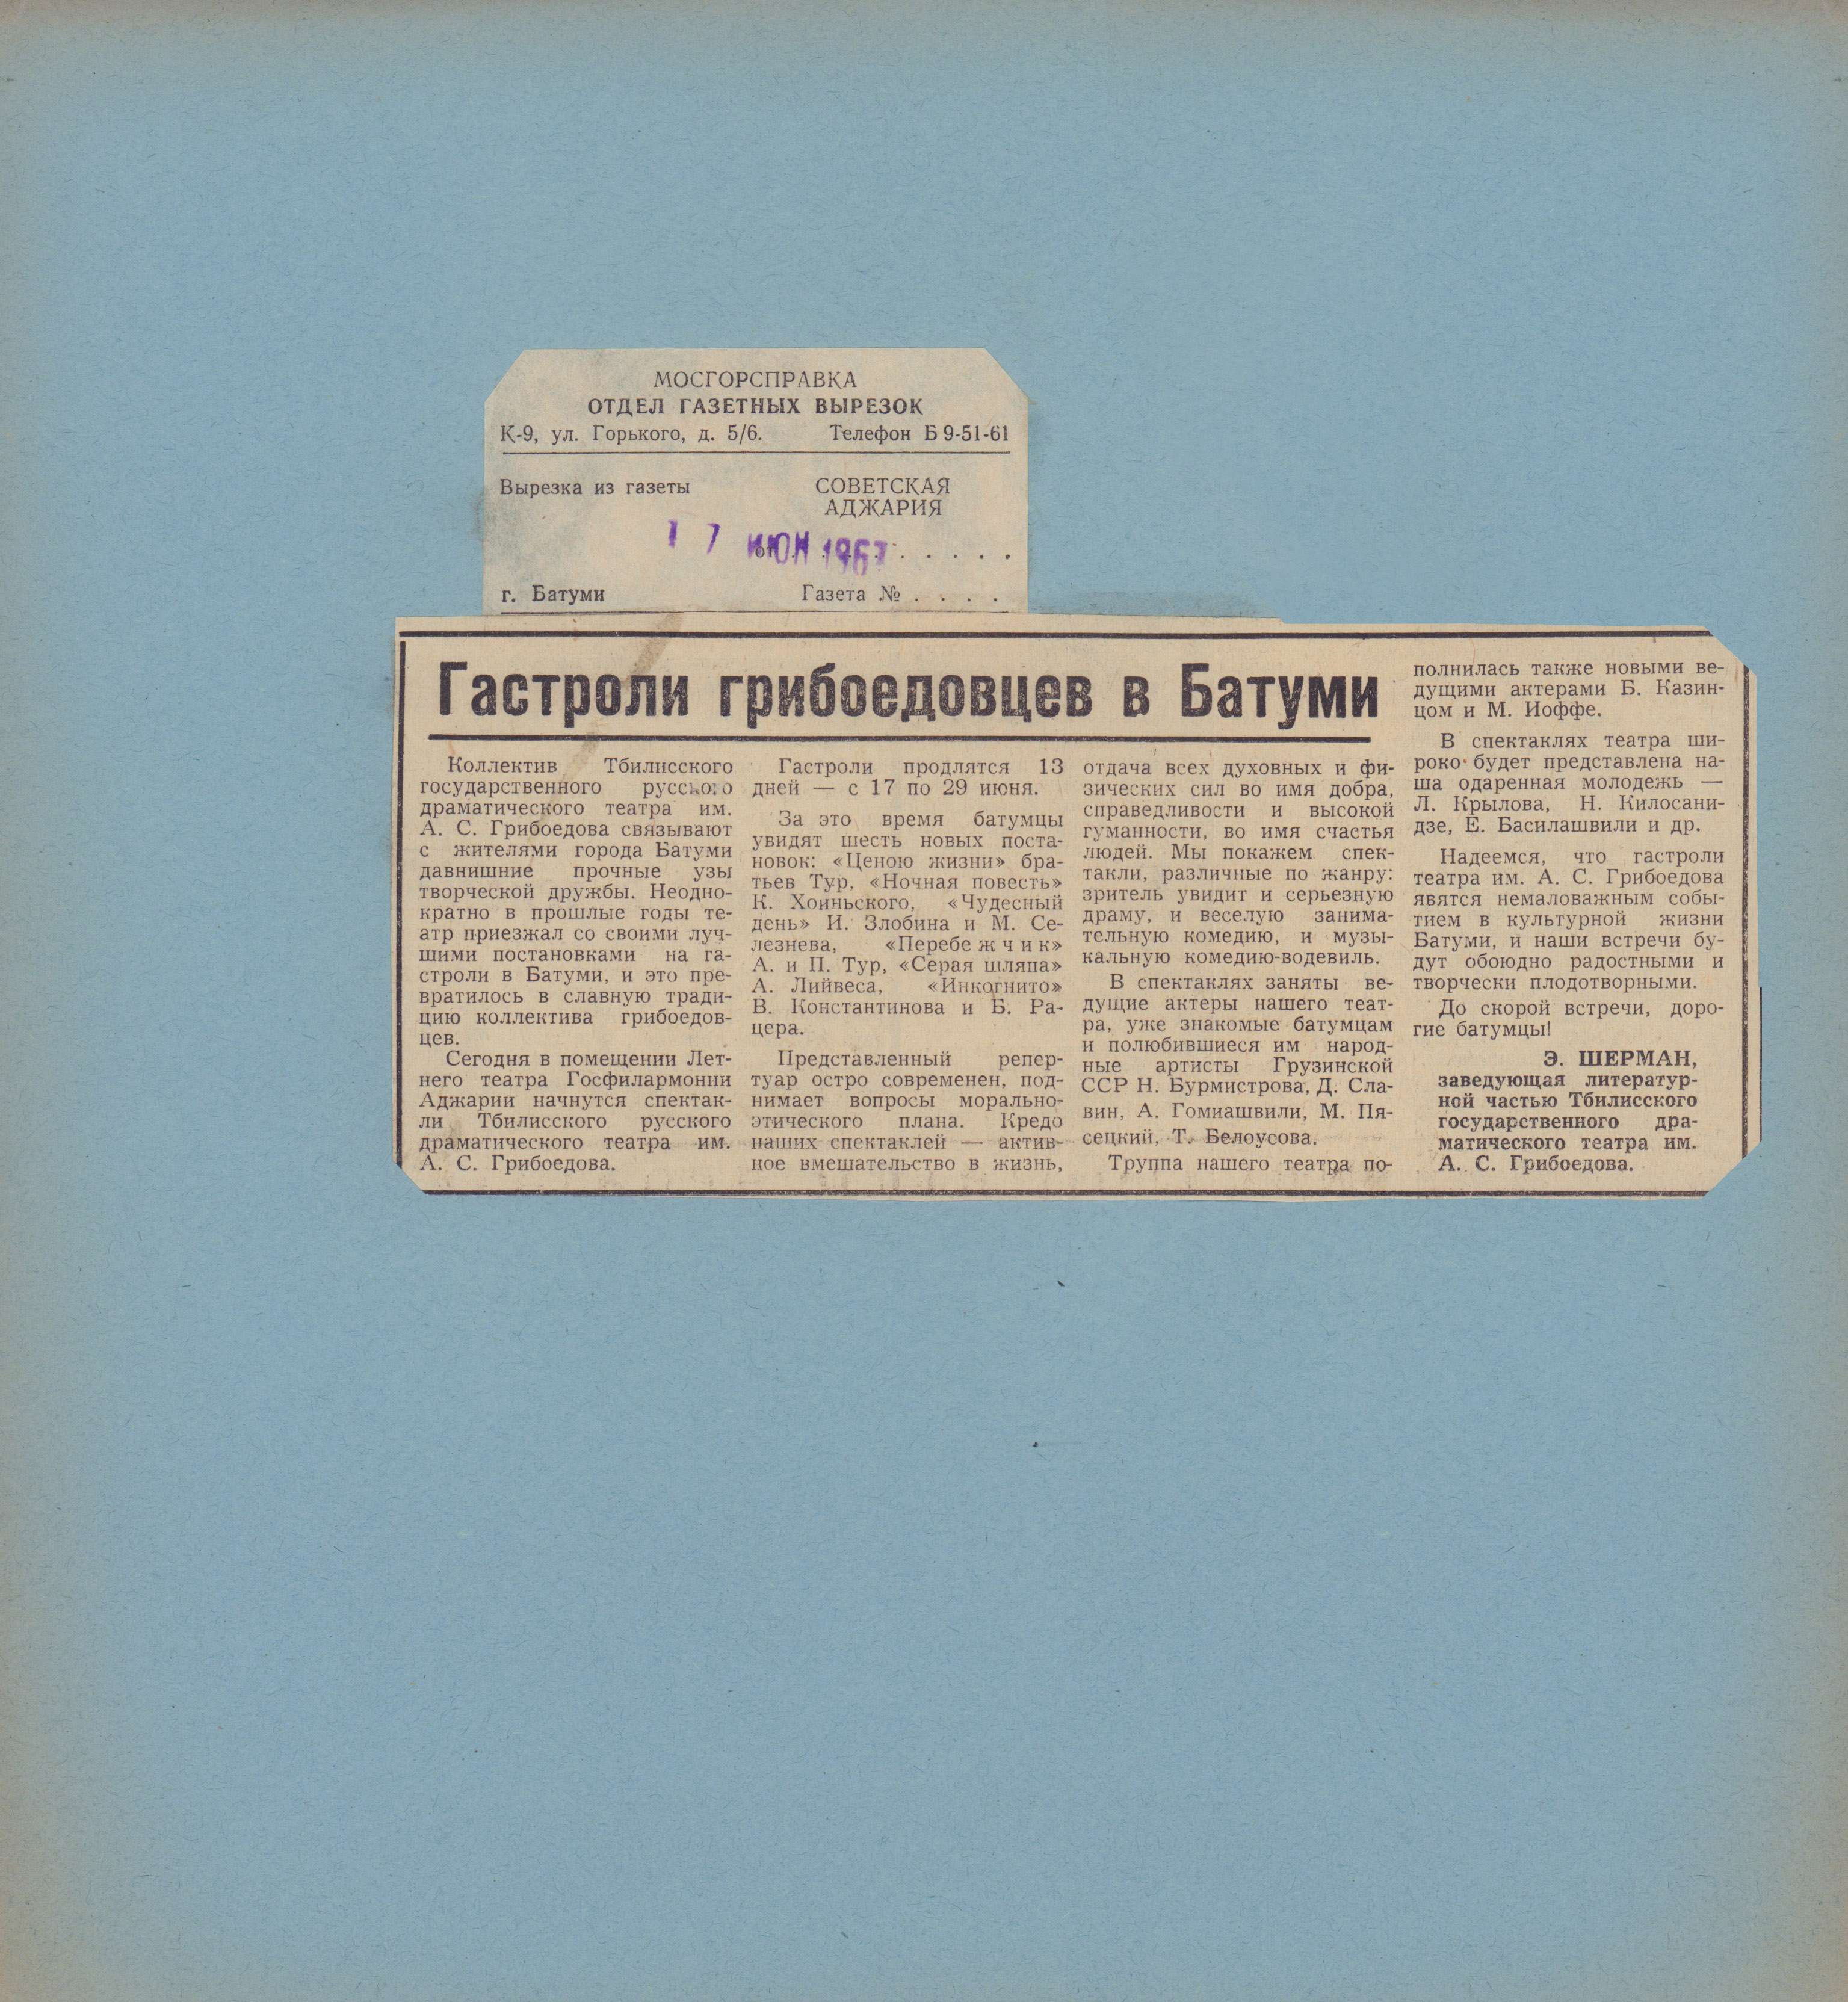 МОСГОРСПРАВКА
ОТДЕЛ ГАЗЕТНЫХ ВЫРЕЗОК
К-9, ул. Горького, д. 5/6. Телефон Б 9-51-61
Вырезка из газеты СОВЕТСКАЯ
АДЖАРИЯ
17 ИЮН 1967
от . . . . . . . . .
г. Батуми Газета № . . . .
Гастроли грибоедовцев в Батуми
Коллектив Тбилисского
государственного русского
драматического театра им.
А. С. Грибоедова связывают
с жителями города Батуми
давнишние прочные узы
творческой дружбы. Неодно-
кратно в прошлые годы те-
атр приезжал со своими луч-
шими постановками на га-
строли в Батуми, и это пре-
вратилось в славную тради-
цию коллектива грибоедов-
цев.
Сегодня в помещении Лет-
него театра Госфилармонии
Аджарии начнутся спектак-
ли Тбилисского русского
драматического театра им.
А. С. Грибоедова.
Гастроли продлятся 13
дней — с 17 по 29 июня.
За это время батумцы
увидят шесть новых поста-
новок: «Ценою жизни» бра-
тьев Тур, «Ночная повесть»
К. Хоиньского, «Чудесный
день» И. Злобина и М. Се-
лезнева, «Перебежчик»
А. и П. Тур, «Серая шляпа»
А. Лийвеса, «Инкогнито»
В. Константинова и Б. Ра-
цера.
Представленный репер-
туар остро современен, под-
нимает вопросы морально-
этического плана. Кредо
наших спектаклей — актив-
ное вмешательство в жизнь,
отдача всех духовных и фи-
зических сил во имя добра,
справедливости и высокой
гуманности, во имя счастья
людей. Мы покажем спек-
такли, различные по жанру:
зритель увидит и серьезную
драму, и веселую занима-
тельную комедию, и музы-
кальную комедию-водевиль.
В спектаклях заняты ве-
дущие актеры нашего теат-
ра, уже знакомые батумцам
и полюбившиеся им народ-
ные артисты Грузинской
ССР Н. Бурмистрова, Д. Сла-
вин, А. Гомиашвили, М. Пя-
сецкий, Т. Белоусова.
Труппа нашего театра по-
полнилась также новыми ве-
дущими актерами Б. Казин-
цом и М. Иоффе.
В спектаклях театра ши-
роко будет представлена на-
ша одаренная молодежь —
Л. Крылова, Н. Килосани-
дзе, Е. Басилашвили и др.
Надеемся, что гастроли
театра им. А. С. Грибоедова
явятся немаловажным собы-
тием в культурной жизни
Батуми, и наши встречи бу-
дут обоюдно радостными и
творчески плодотворными.
До скорой встречи, доро-
гие батумцы!
Э. ШЕРМАН,
заведующая литератур-
ной частью Тбилисского
государственного дра-
матического театра им.
А. С. Грибоедова.